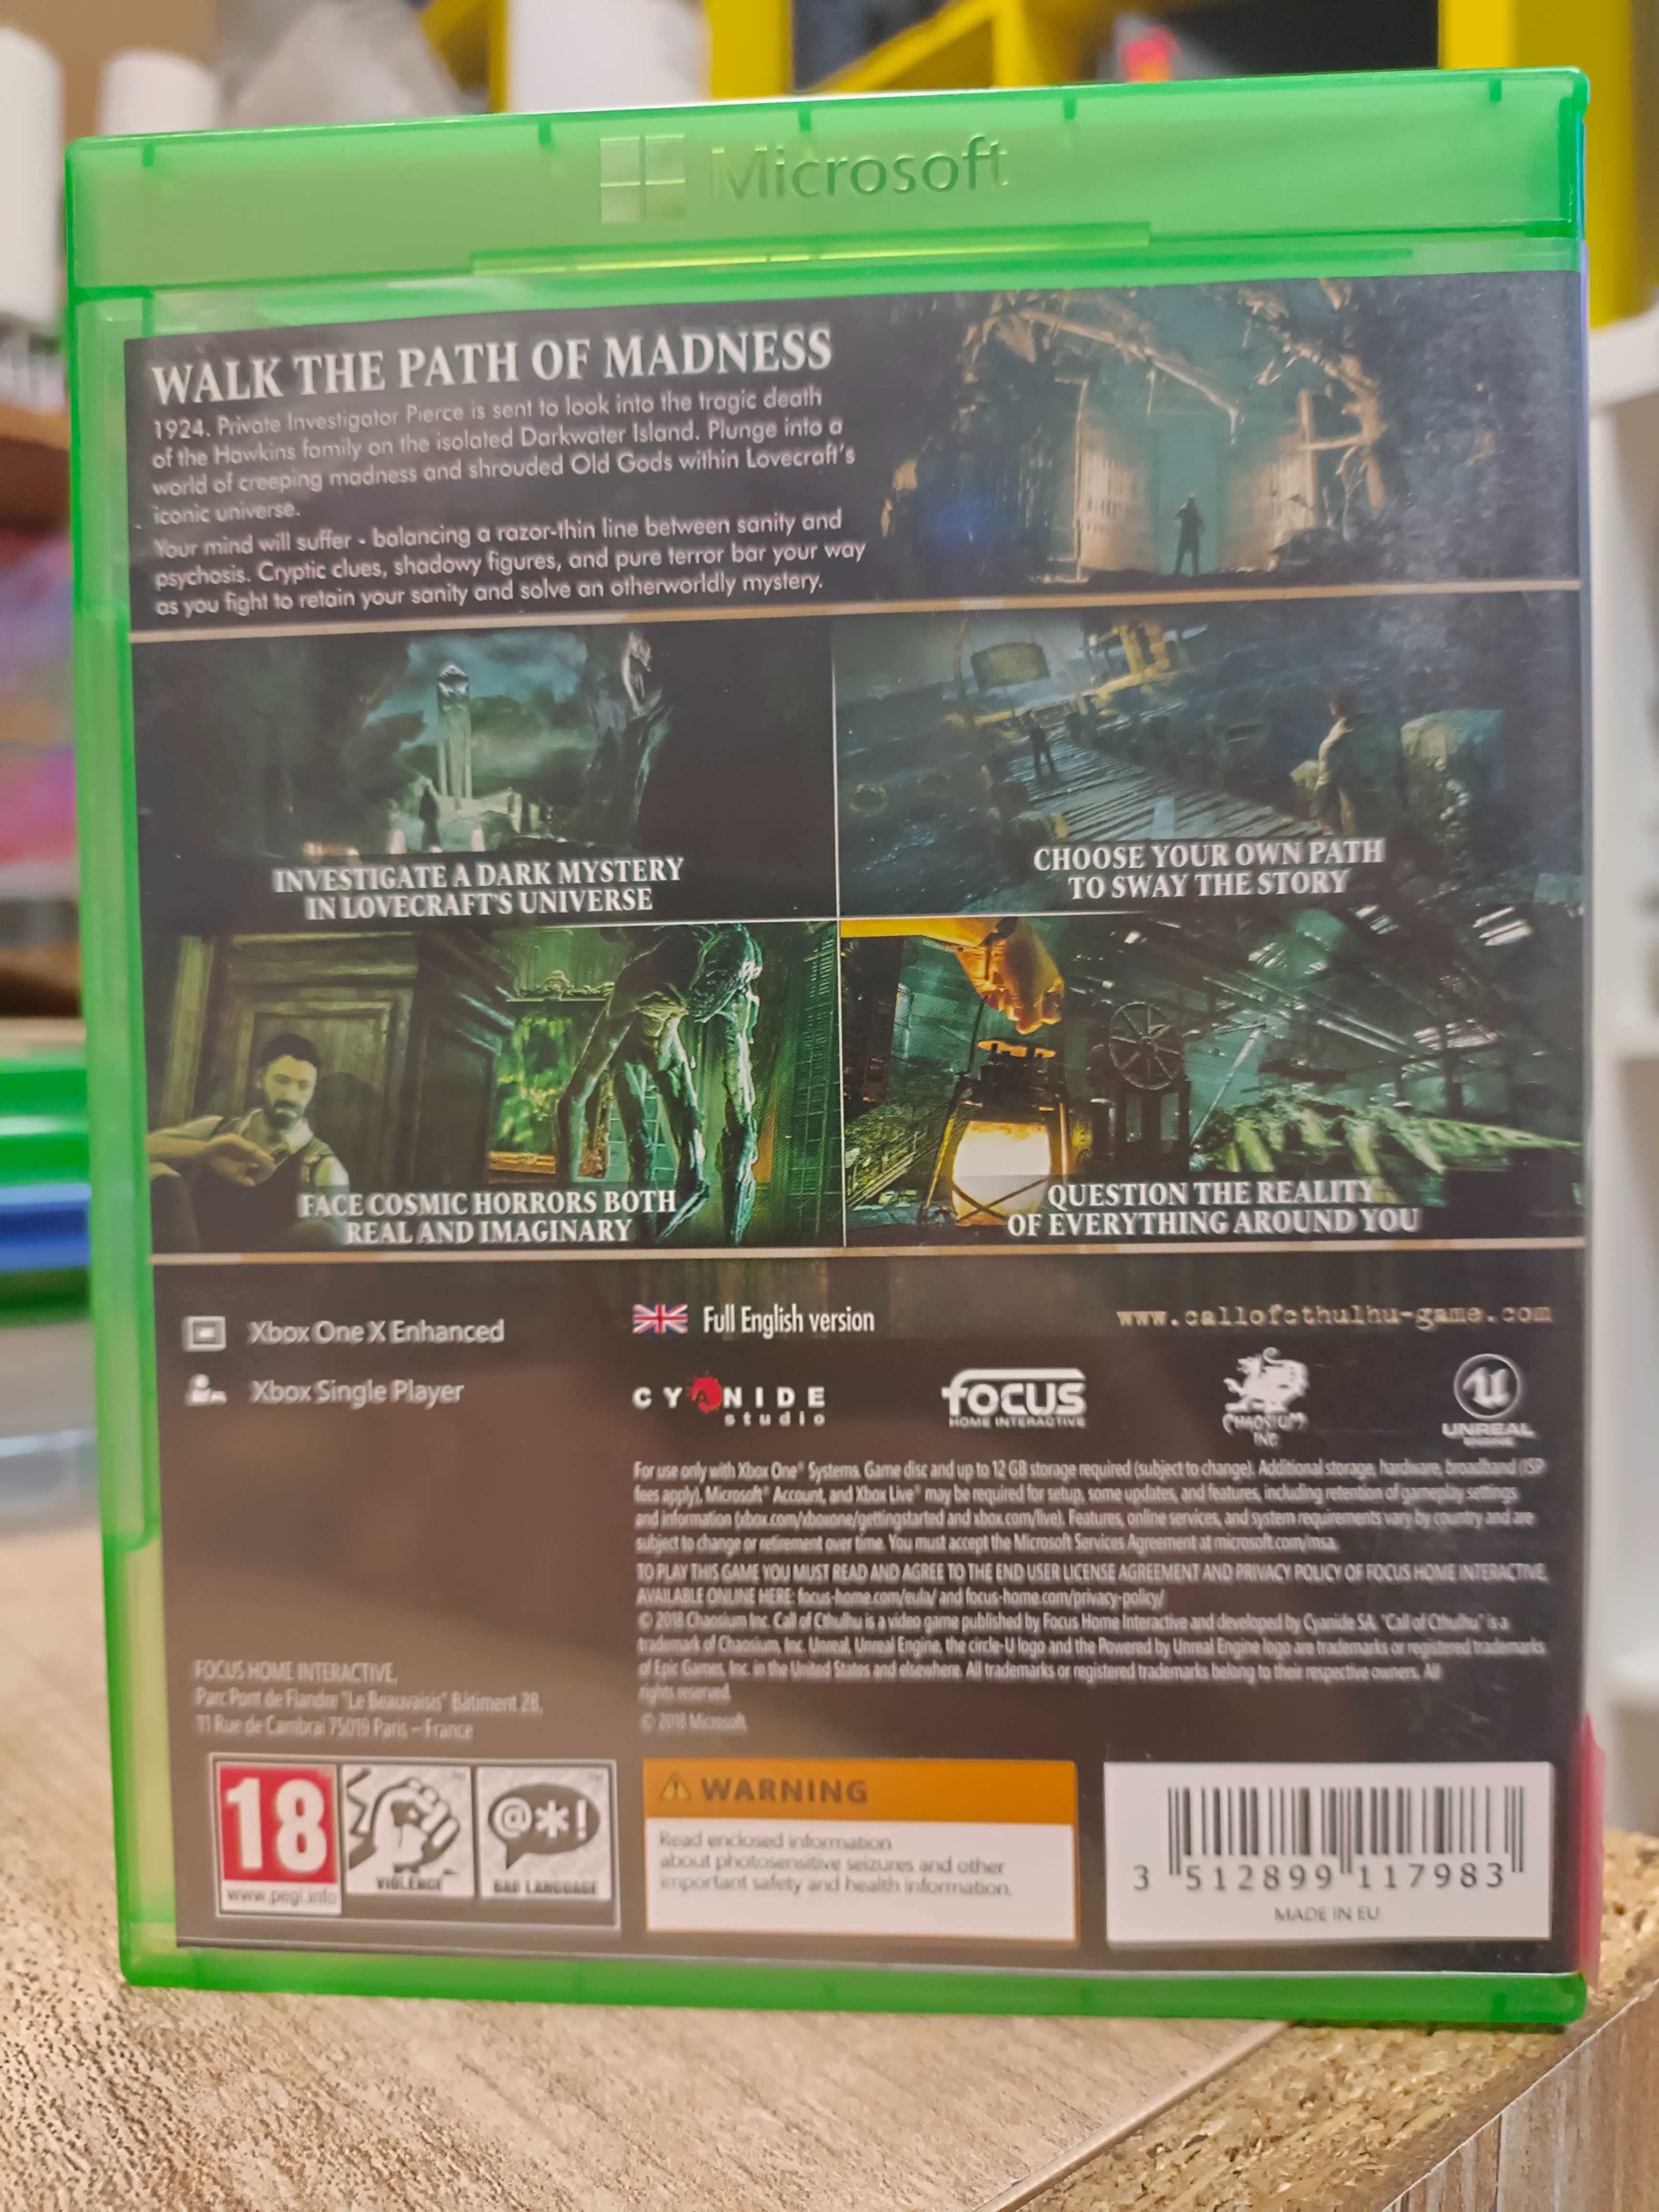 Microsoft
WALK THE PATH OF MADNESS
1924. Private Investigator Pierce is sent to look into the tragic death
of the Hawkins family on the isolated Darkwater Island. Plunge into a
world of creeping madness and shrouded Old Gods within Lovecraft's
iconic universe.
Your mind will suffer - balancing a razor-thin line between sanity and
psychosis. Cryptic clues, shadowy figures, and pure terror bar your way
as you fight to retain your sanity and solve an otherworldly mystery.
INVESTIGATE A DARK MYSTERY
IN LOVECRAFT'S UNIVERSE
CHOOSE YOUR OWN PATH
TO SWAY THE STORY
FACE COSMIC HORRORS BOTH
REAL AND IMAGINARY
QUESTION THE REALITY
OF EVERYTHING AROUND YOU
Xbox One X Enhanced
Xbox Single Player
Full English version
www.callofcthulhu-game.com
CYANIDE
studio
FOCUS
HOME INTERACTIVE
CHAOSIUM
INC
UNREAL
ENGINE
For use only with Xbox One® Systems. Game disc and up to 12 GB storage required (subject to change). Additional storage, hardware, broadband (ISP
fees apply), Microsoft® Account, and Xbox Live® may be required for setup, some updates, and features, including retention of gameplay settings
and information (xbox.com/xboxone/gettingstarted and xbox.com/live). Features, online services, and system requirements vary by country and are
subject to change or retirement over time. You must accept the Microsoft Services Agreement at microsoft.com/msa.
TO PLAY THIS GAME YOU MUST READ AND AGREE TO THE END USER LICENSE AGREEMENT AND PRIVACY POLICY OF FOCUS HOME INTERACTIVE,
AVAILABLE ONLINE HERE: focus-home.com/eula/ and focus-home.com/privacy-policy/
© 2018 Chaosium Inc. Call of Cthulhu is a video game published by Focus Home Interactive and developed by Cyanide SA. "Call of Cthulhu" is a
trademark of Chaosium, Inc. Unreal, Unreal Engine, the circle-U logo and the Powered by Unreal Engine logo are trademarks or registered trademarks
of Epic Games, Inc. in the United States and elsewhere. All trademarks or registered trademarks belong to their respective owners. All
rights reserved.
© 2018 Microsoft.
FOCUS HOME INTERACTIVE,
Parc Pont de Flandre "Le Beauvaisis" Bâtiment 28,
11 Rue de Cambrai 75019 Paris – France
18
www.pegi.info
VIOLENCE
@*!
BAD LANGUAGE
WARNING
Read enclosed information
about photosensitive seizures and other
important safety and health information.
3 512899 117983
MADE IN EU